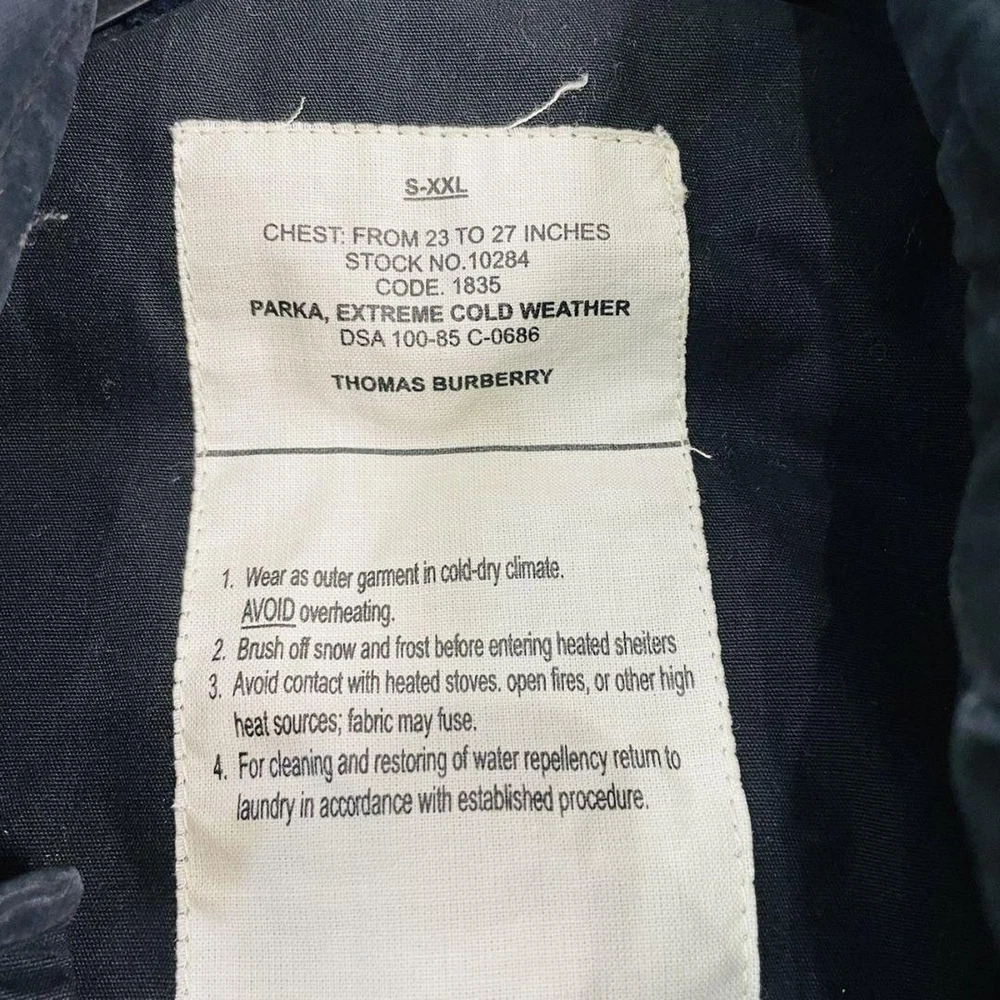 S-XXL
CHEST: FROM 23 TO 27 INCHES
STOCK NO.10284
CODE. 1835
PARKA, EXTREME COLD WEATHER
DSA 100-85 C-0686
THOMAS BURBERRY
1. Wear as outer garment in cold-dry climate.
AVOID overheating.
2. Brush off snow and frost before entering heated shelters
3. Avoid contact with heated stoves. open fires, or other high
heat sources; fabric may fuse.
4. For cleaning and restoring of water repellency return to
laundry in accordance with established procedure.